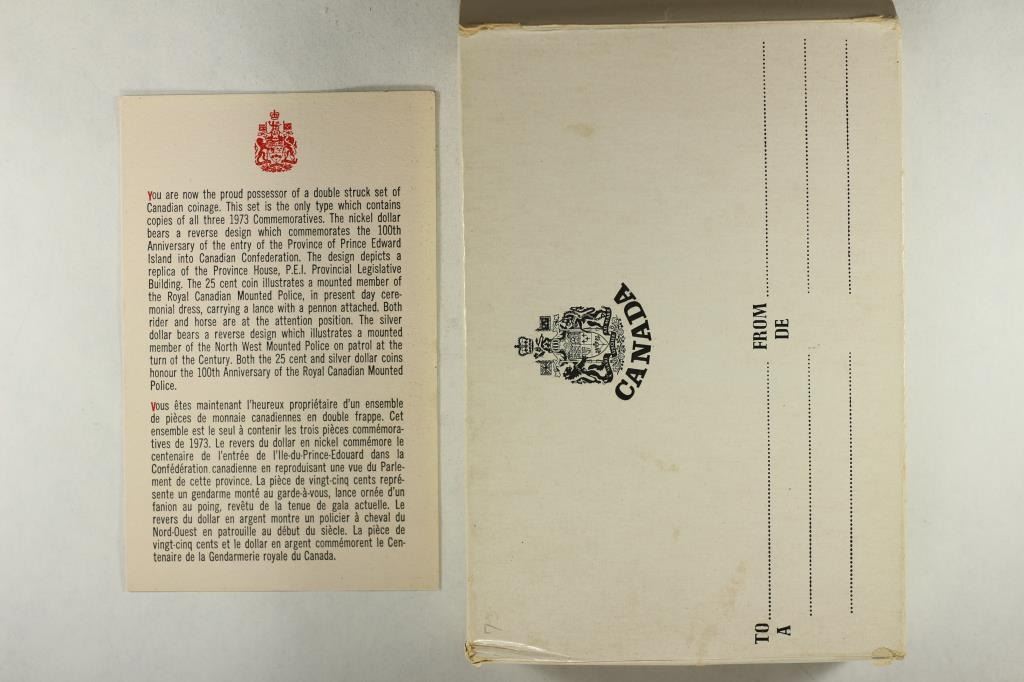 You are now the proud possessor of a double struck set of
Canadian coinage. This set is the only type which contains
copies of all three 1973 Commemoratives. The nickel dollar
bears a reverse design which commemorates the 100th
Anniversary of the entry of the Province of Prince Edward
Island into Canadian Confederation. The design depicts a
replica of the Province House, P.E.I. Provincial Legislative
Building. The 25 cent coin illustrates a mounted member of
the Royal Canadian Mounted Police, in present day cere-
monial dress, carrying a lance with a pennon attached. Both
rider and horse are at the attention position. The silver
dollar bears a reverse design which illustrates a mounted
member of the North West Mounted Police on patrol at the
turn of the Century. Both the 25 cent and silver dollar coins
honour the 100th Anniversary of the Royal Canadian Mounted
Police.
Vous êtes maintenant l'heureux propriétaire d'un ensemble
de pièces de monnaie canadiennes en double frappe. Cet
ensemble est le seul à contenir les trois pièces commémora-
tives de 1973. Le revers du dollar en nickel commémore le
centenaire de l'entrée de l'Ile-du-Prince-Edouard dans la
Confédération canadienne en reproduisant une vue du Parle-
ment de cette province. La pièce de vingt-cinq cents repré-
sente un gendarme monté au garde-à-vous, lance ornée d'un
fanion au poing, revêtu de la tenue de gala actuelle. Le
revers du dollar en argent montre un policier à cheval du
Nord-Ouest en patrouille au début du siècle. La pièce de
vingt-cinq cents et le dollar en argent commémorent le Cen-
tenaire de la Gendarmerie royale du Canada.
CANADA
FROM
DE
TO
A